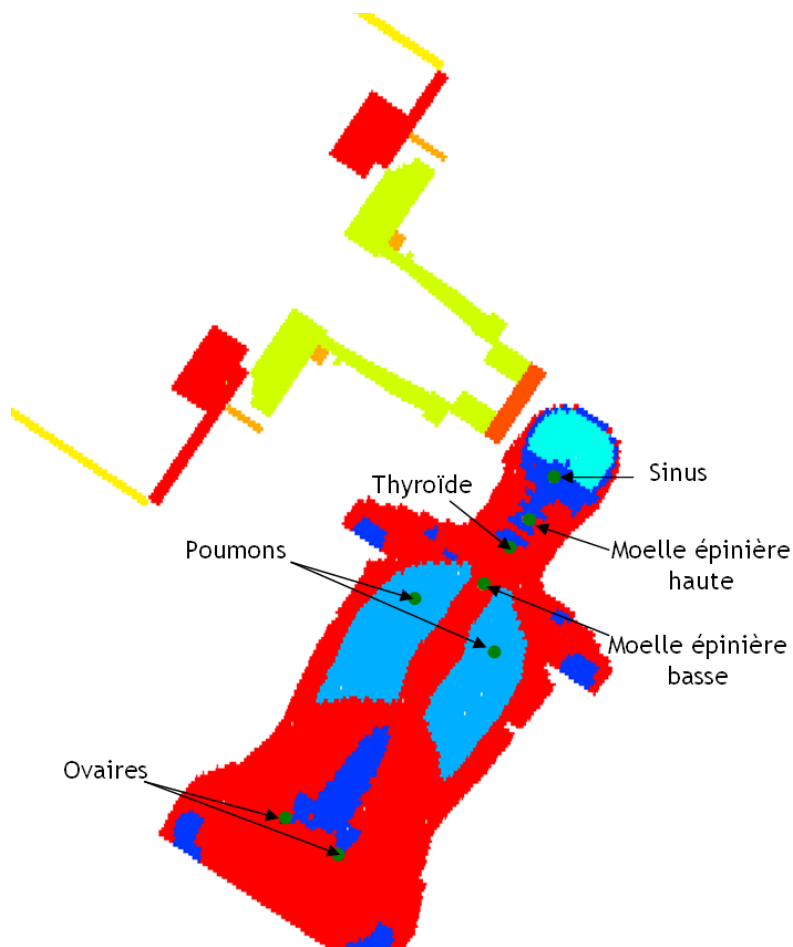 Sinus
Thyroïde
Poumons
Moelle épinière
haute
Moelle épinière
basse
Ovaires